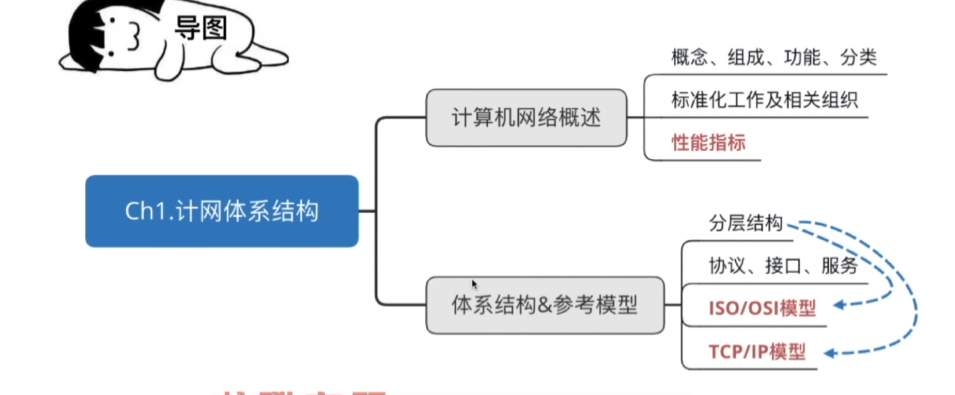 导图
概念、组成、功能、分类
标准化工作及相关组织
计算机网络概述
性能指标
Ch1.计网体系结构
分层结构
协议、接口、服务
体系结构&参考模型
ISO/OSI模型
TCP/IP模型